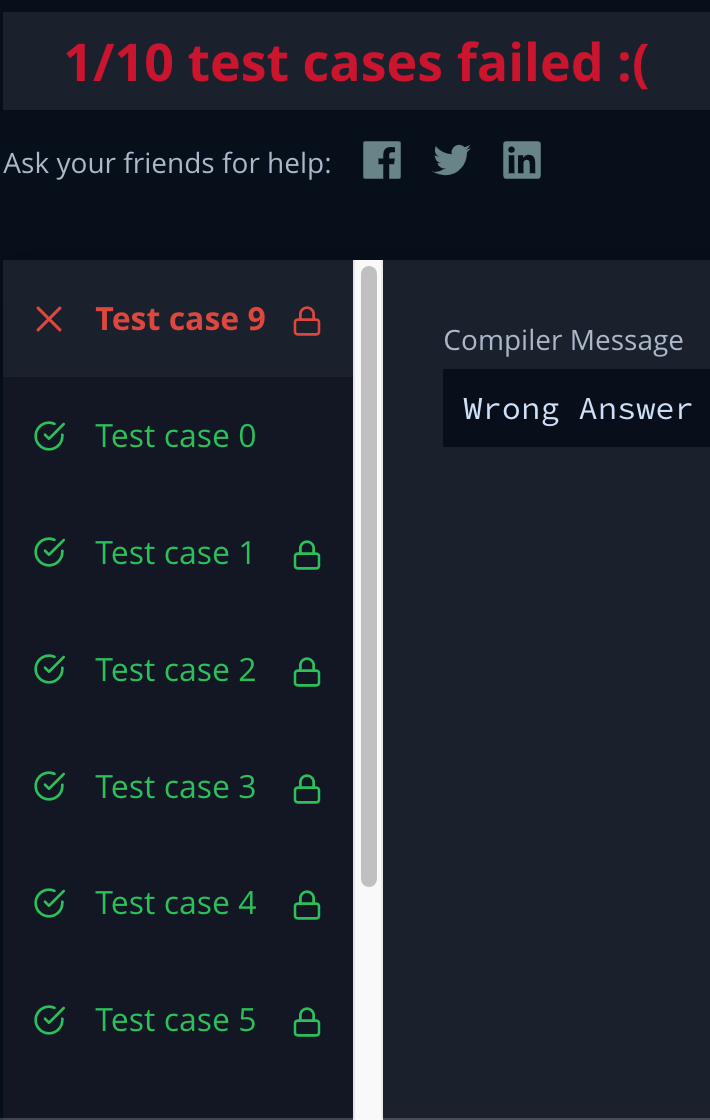 1/10 test cases failed :(
Ask your friends for help:
Test case 9
Compiler Message
Wrong Answer
Test case 0
Test case 1
Test case 2
Test case 3
Test case 4
Test case 5